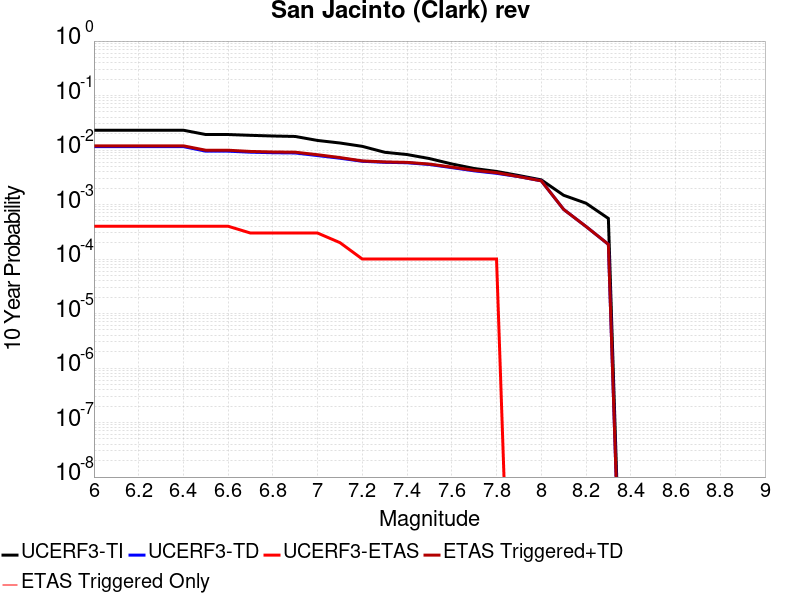 San Jacinto (Clark) rev
10 0
10 -1
10 -2
10 -3
10 -4
10 -5
10 -6
10 -7
10 -8
10 Year Probability
6 6.2 6.4 6.6 6.8 7 7.2 7.4 7.6 7.8 8 8.2 8.4 8.6 8.8 9
Magnitude
UCERF3-TI UCERF3-TD UCERF3-ETAS ETAS Triggered+TD
ETAS Triggered Only